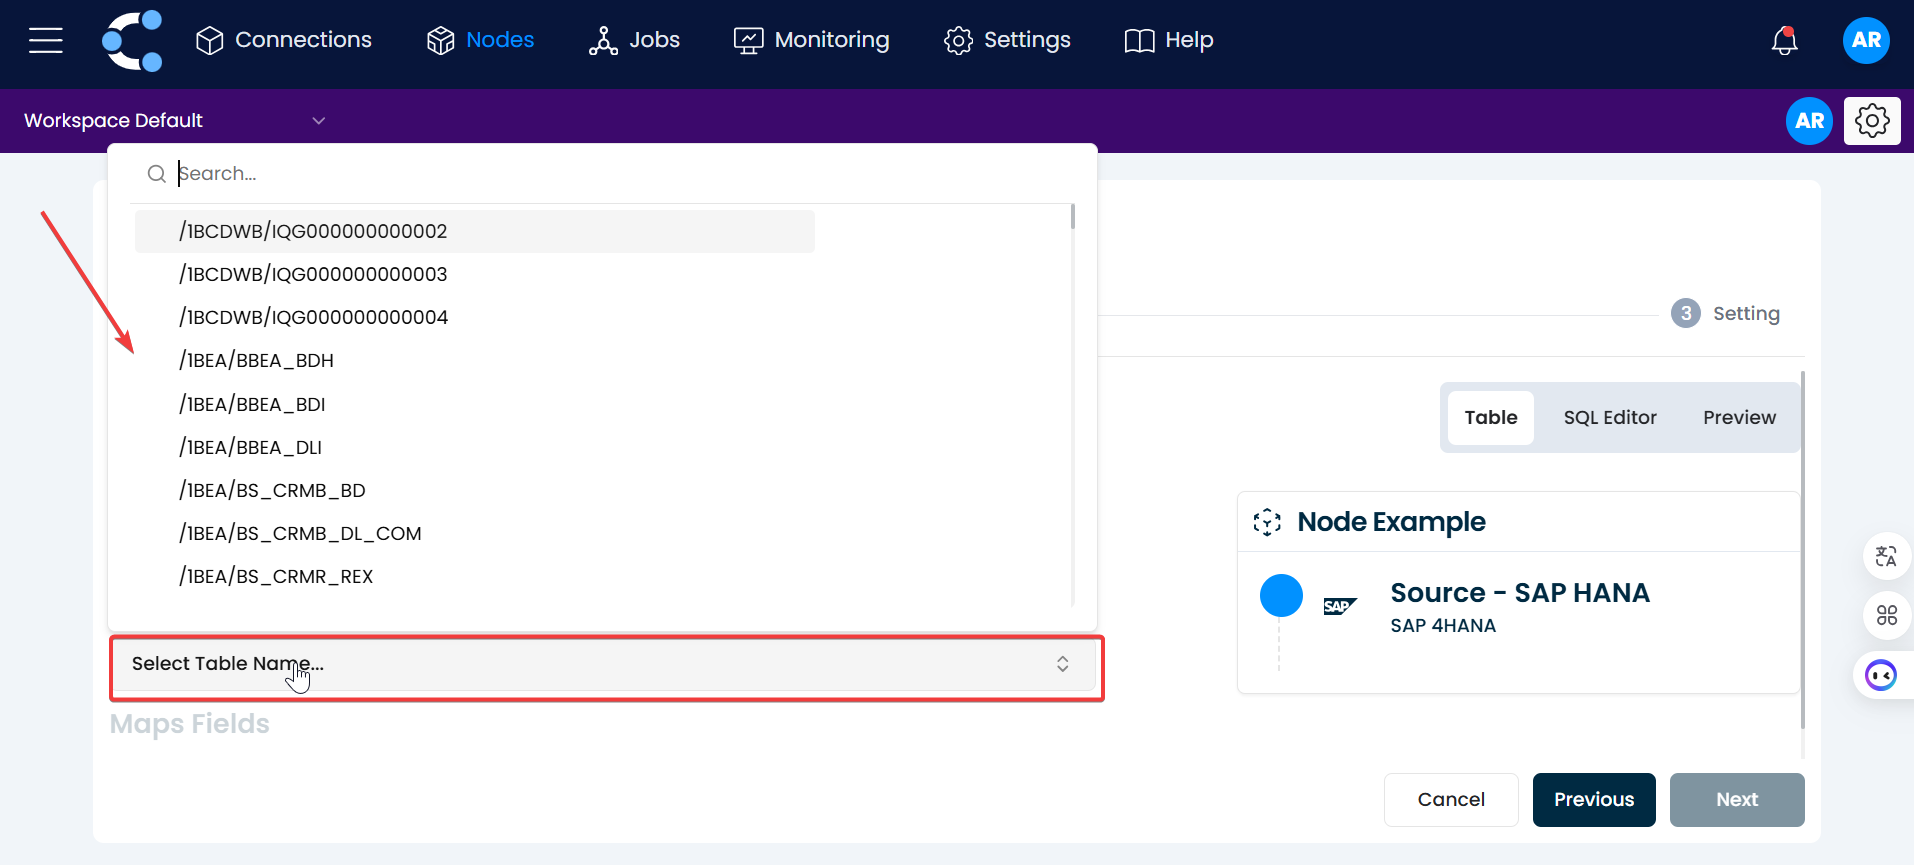 Connections
Nodes
Jobs
Monitoring
Settings
Help
AR
Workspace Default
AR
Search...
/1BCDWB/IQG000000000002
/1BCDWB/IQG000000000003
/1BCDWB/IQG000000000004
/1BEA/BBEA_BDH
/1BEA/BBEA_BDI
/1BEA/BBEA_DLI
/1BEA/BS_CRMB_BD
/1BEA/BS_CRMB_DL_COM
/1BEA/BS_CRMR_REX
Select Table Name...
Maps Fields
3 Setting
Table
SQL Editor
Preview
Node Example
SAP
Source - SAP HANA
SAP 4HANA
Cancel
Previous
Next